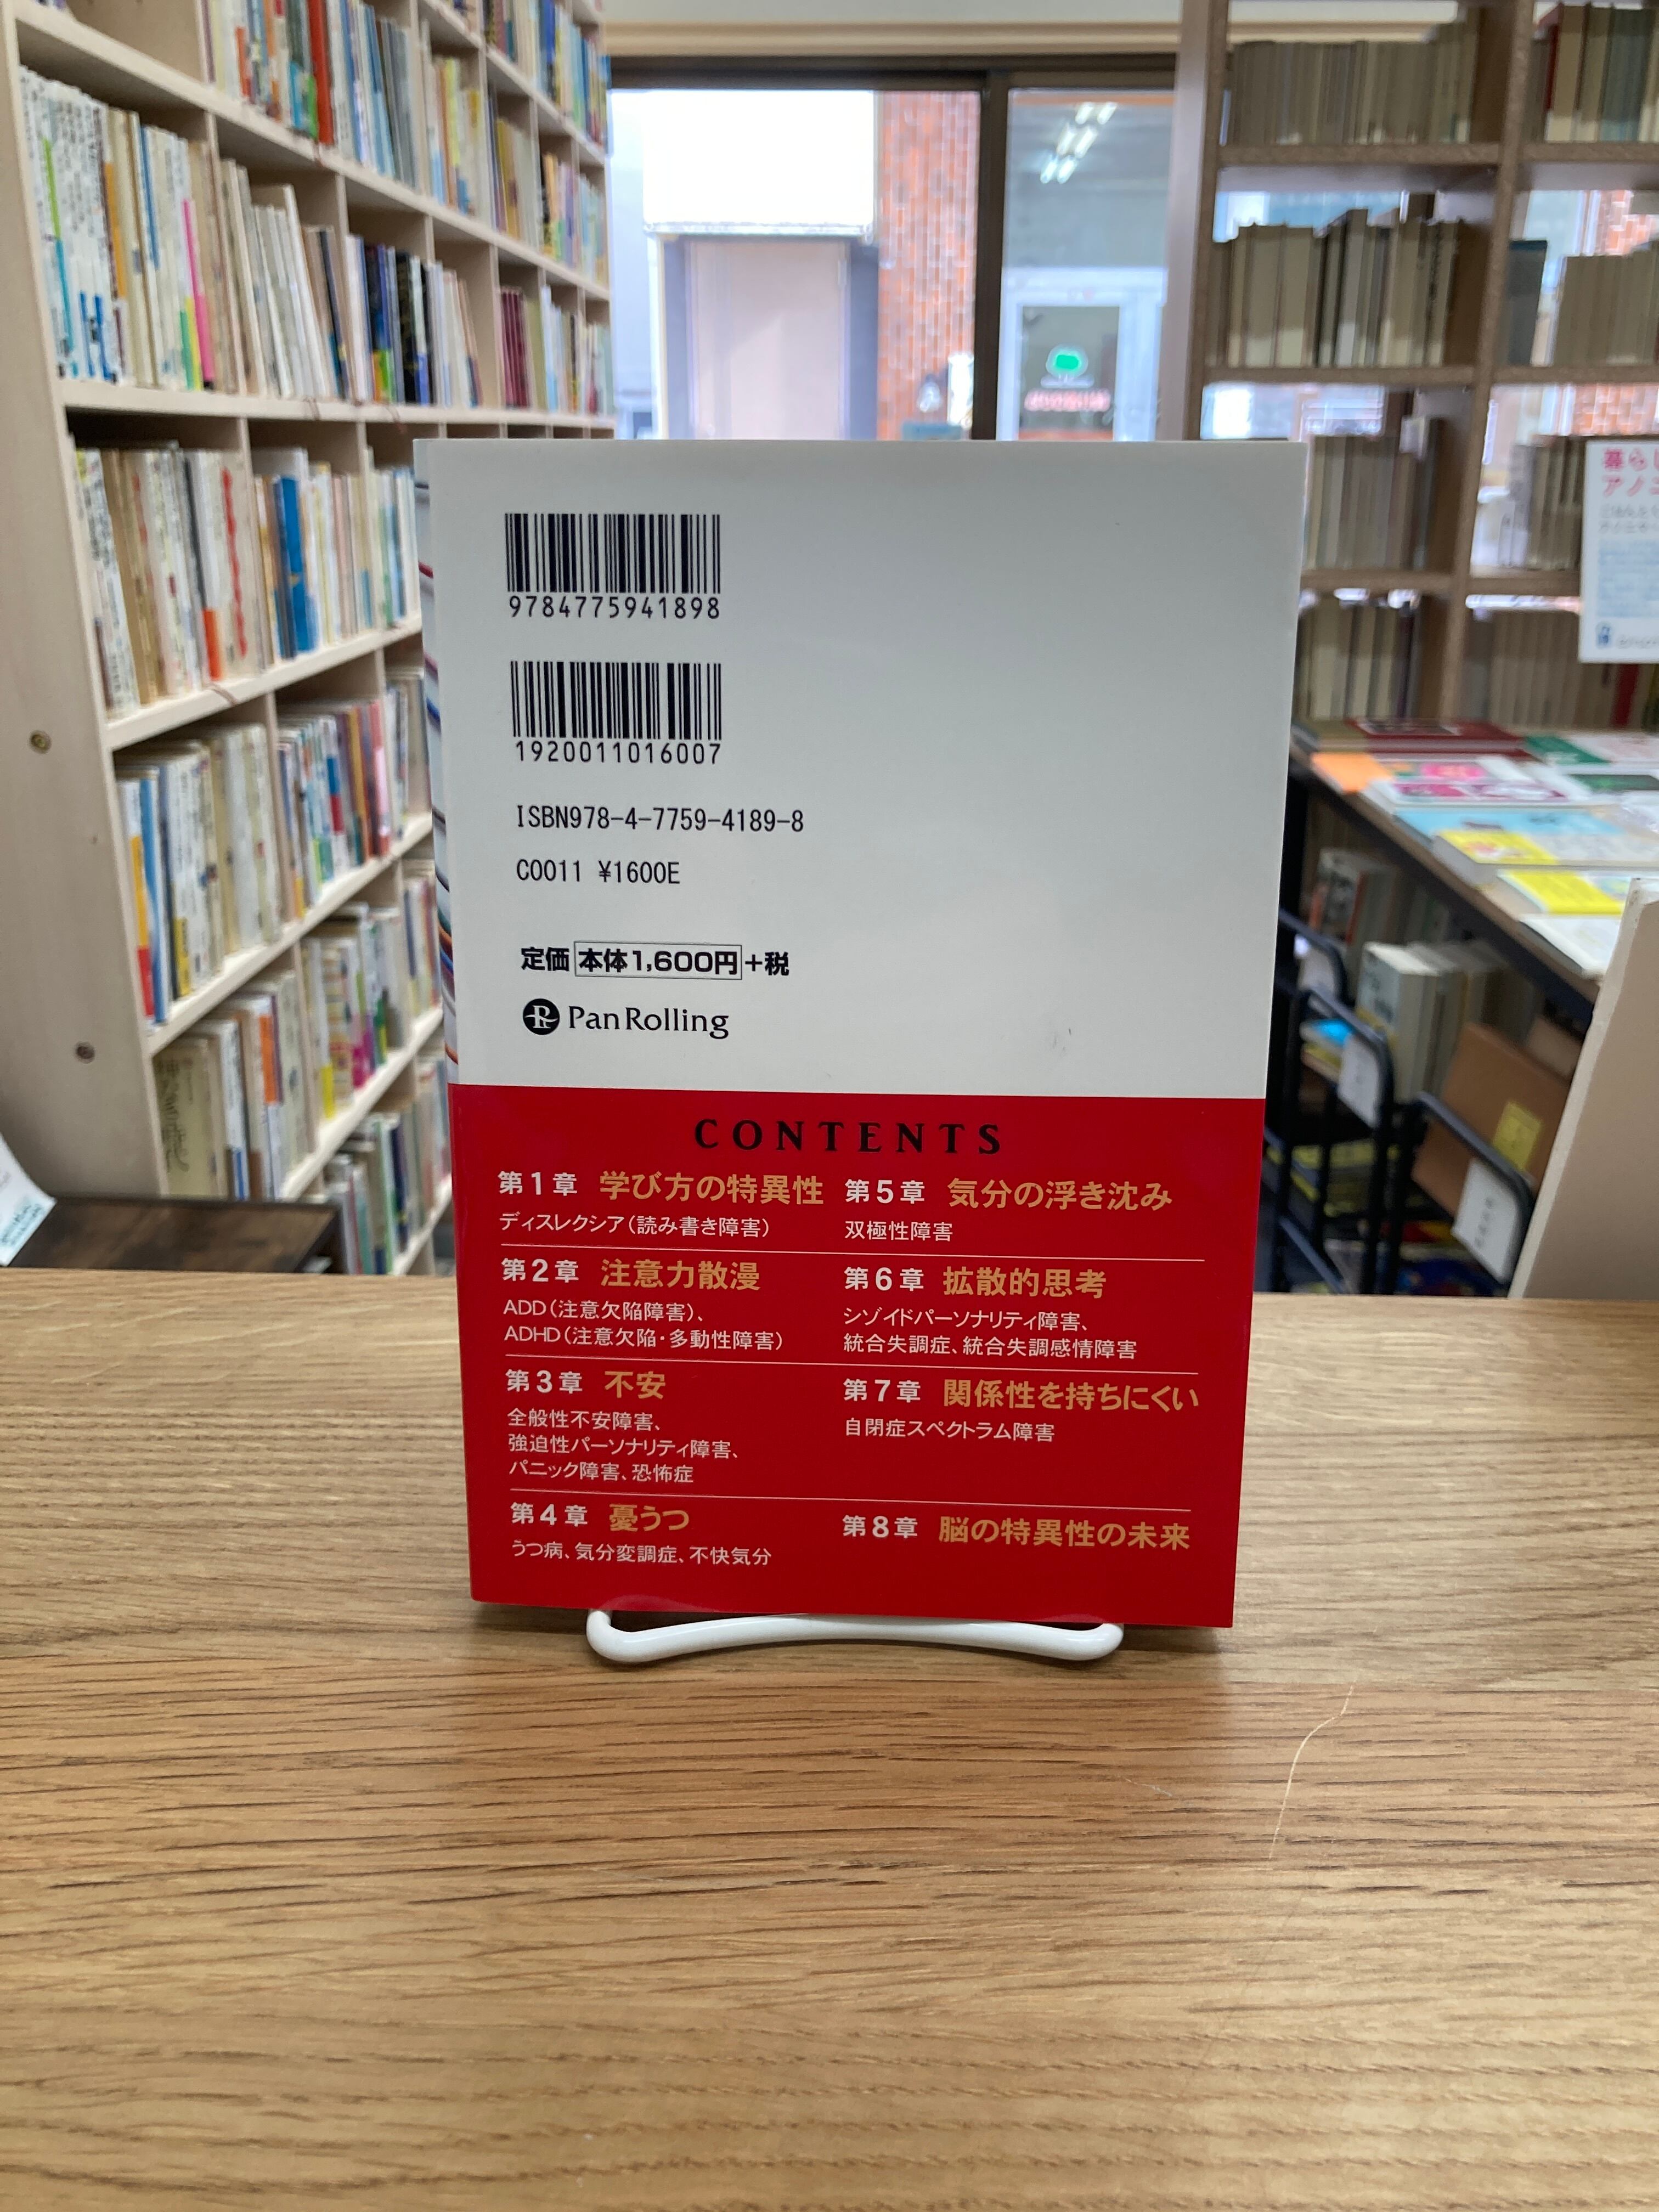 9784775941898
1920011016007
ISBN978-4-7759-4189-8
C0011 ¥1600E
定価 本体1,600円+税
PanRolling
CONTENTS
第1章 学び方の特異性
ディスレクシア(読み書き障害)
第2章 注意力散漫
ADD(注意欠陥障害)、
ADHD(注意欠陥・多動性障害)
第3章 不安
全般性不安障害、
強迫性パーソナリティ障害、
パニック障害、恐怖症
第4章 憂うつ
うつ病、気分変調症、不快気分
第5章 気分の浮き沈み
双極性障害
第6章 拡散的思考
シゾイドパーソナリティ障害、
統合失調症、統合失調感情障害
第7章 関係性を持ちにくい
自閉症スペクトラム障害
第8章 脳の特異性の未来
暮らし
アノニ